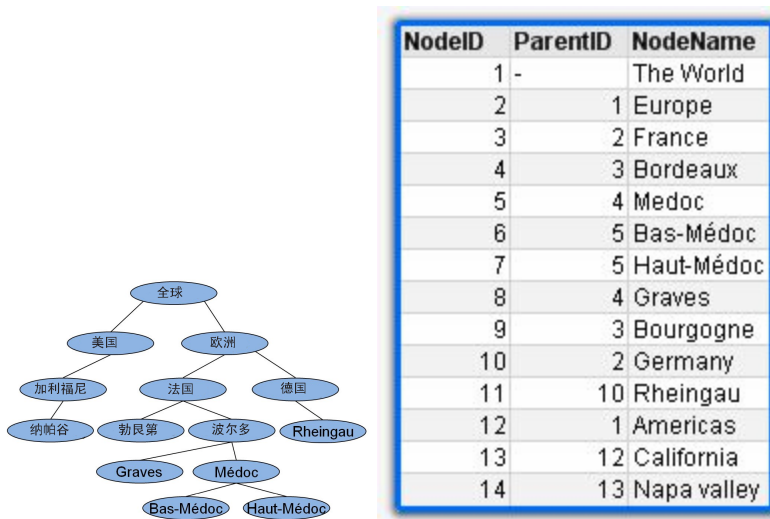 全球
美国 欧洲
加利福尼 法国 德国
纳帕谷 勃艮第 波尔多 Rheingau
Graves Médoc
Bas-Médoc Haut-Médoc
NodeID ParentID NodeName
1 - The World
2 1 Europe
3 2 France
4 3 Bordeaux
5 4 Medoc
6 5 Bas-Médoc
7 5 Haut-Médoc
8 4 Graves
9 3 Bourgogne
10 2 Germany
11 10 Rheingau
12 1 Americas
13 12 California
14 13 Napa valley